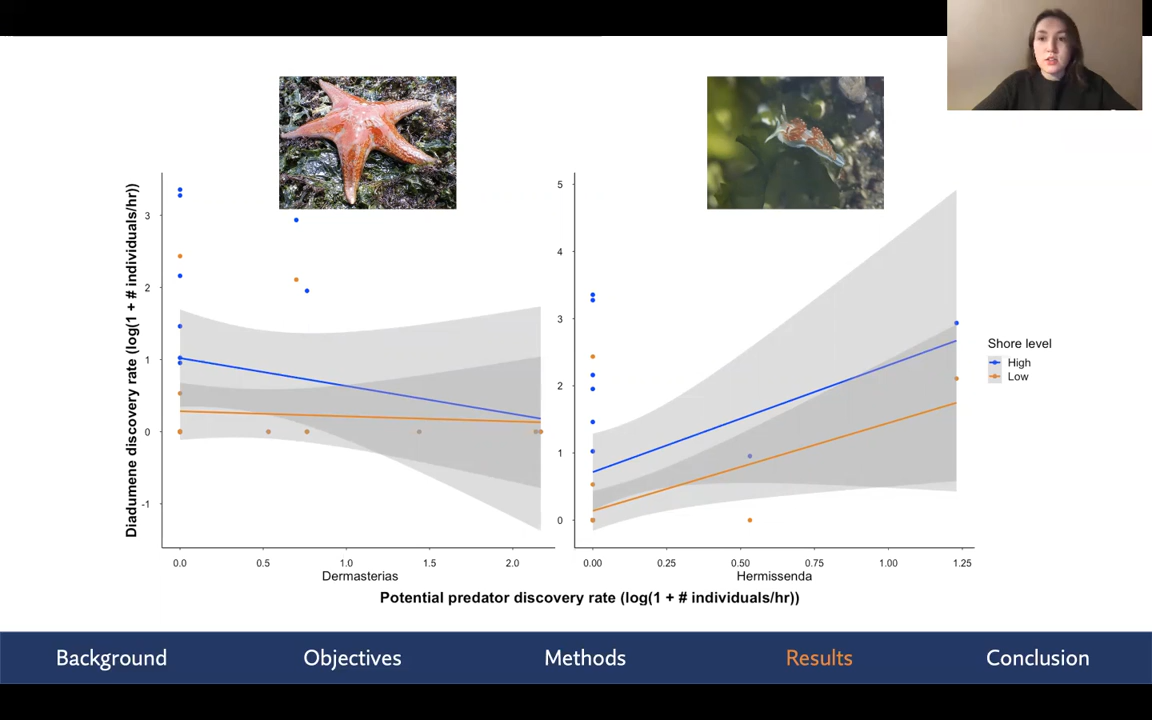 Diadumene discovery rate (log(1 + # individuals/hr))
3
2
1
0
-1
0.0 0.5 1.0 1.5 2.0
Dermasterias
5
4
3
2
1
0
0.00 0.25 0.50 0.75 1.00 1.25
Hermissenda
Potential predator discovery rate (log(1 + # individuals/hr))
Shore level
High
Low
Background Objectives Methods Results Conclusion